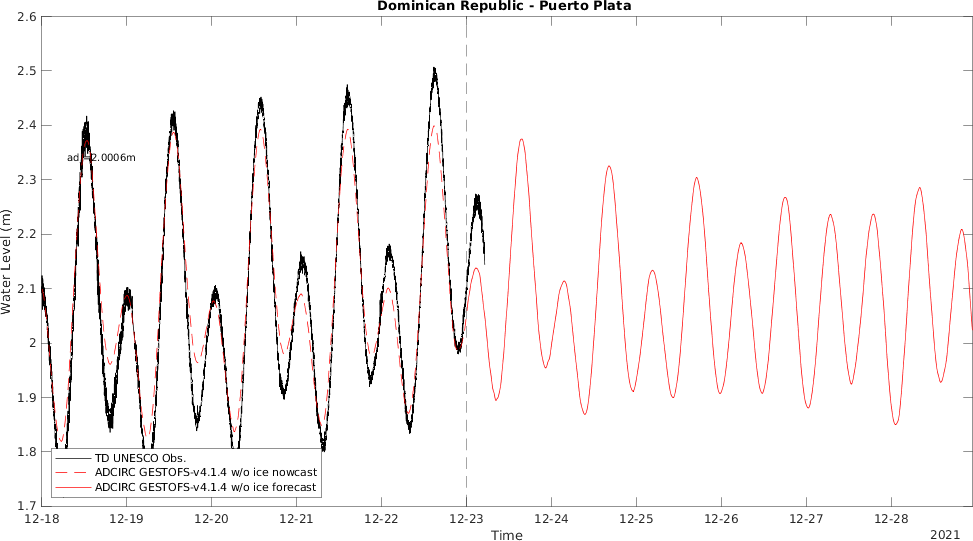 Dominican Republic - Puerto Plata
2.6
2.5
2.4
2.3
2.2
2.1
2
1.9
1.8
1.7
Water Level (m)
2.0006m
TD UNESCO Obs.
ADCIRC GESTOFS-v4.1.4 w/o ice nowcast
ADCIRC GESTOFS-v4.1.4 w/o ice forecast
12-18 12-19 12-20 12-21 12-22 12-23 12-24 12-25 12-26 12-27 12-28
Time
2021